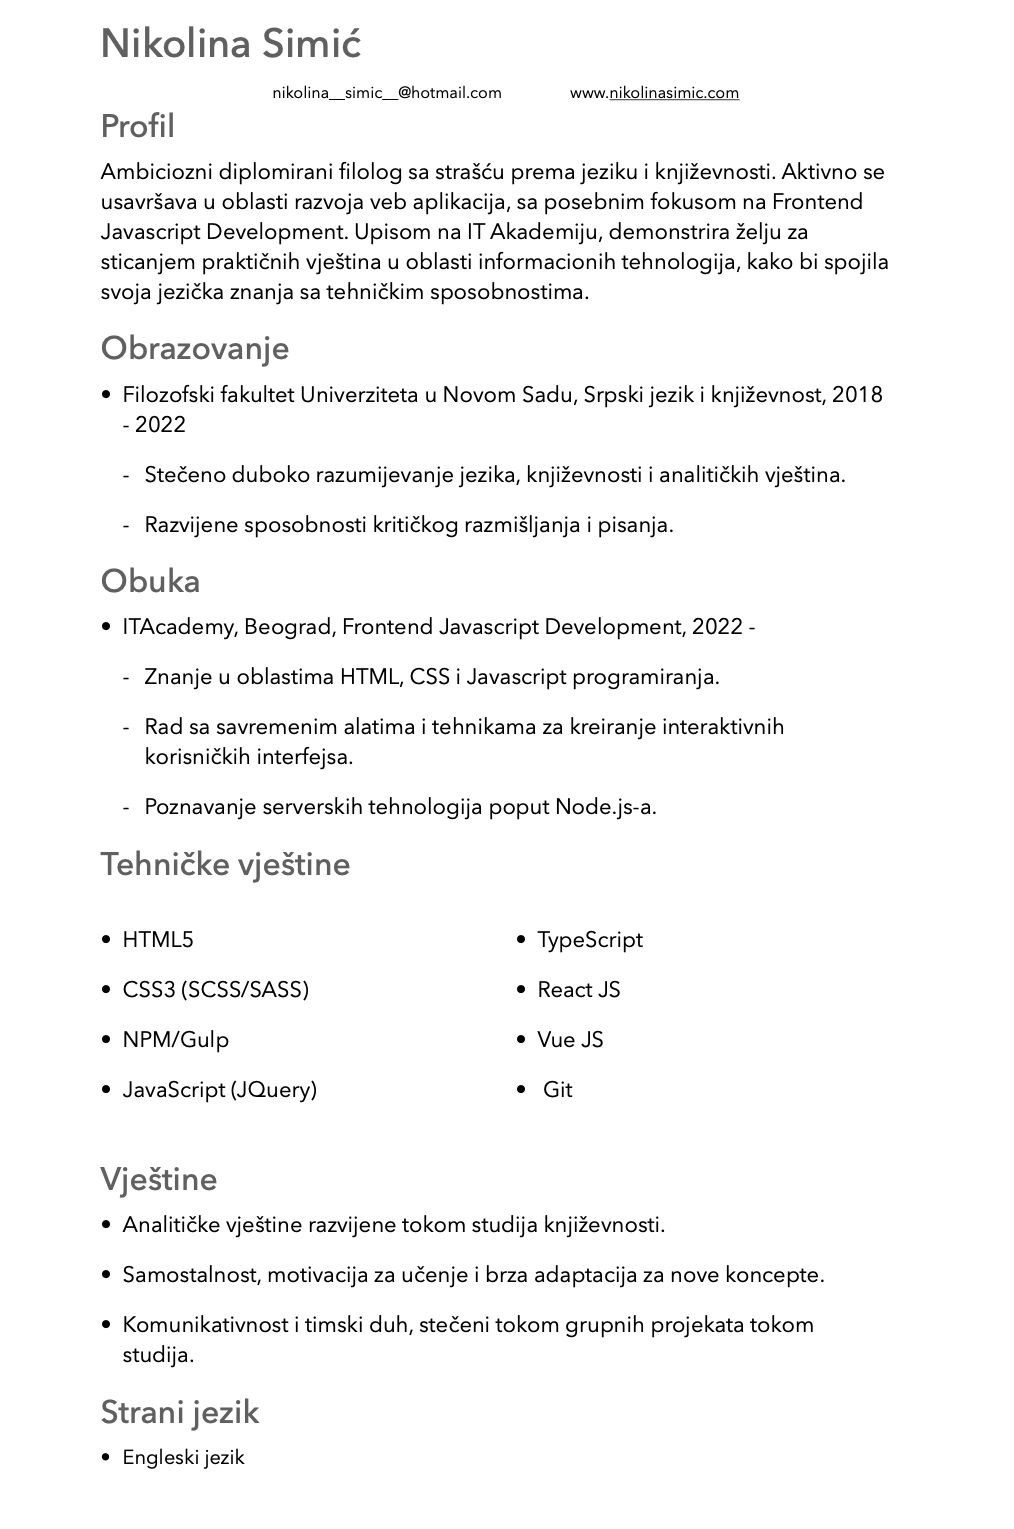 Nikolina Simić
nikolina__simic__@hotmail.com www.nikolinasimic.com
Profil
Ambiciozni diplomirani filolog sa strašću prema jeziku i književnosti. Aktivno se
usavršava u oblasti razvoja veb aplikacija, sa posebnim fokusom na Frontend
Javascript Development. Upisom na IT Akademiju, demonstrira želju za
sticanjem praktičnih vještina u oblasti informacionih tehnologija, kako bi spojila
svoja jezička znanja sa tehničkim sposobnostima.
Obrazovanje
• Filozofski fakultet Univerziteta u Novom Sadu, Srpski jezik i književnost, 2018
- 2022
- Stečeno duboko razumijevanje jezika, književnosti i analitičkih vještina.
- Razvijene sposobnosti kritičkog razmišljanja i pisanja.
Obuka
• ITAcademy, Beograd, Frontend Javascript Development, 2022 -
- Znanje u oblastima HTML, CSS i Javascript programiranja.
- Rad sa savremenim alatima i tehnikama za kreiranje interaktivnih
korisničkih interfejsa.
- Poznavanje serverskih tehnologija poput Node.js-a.
Tehničke vještine
• HTML5
• CSS3 (SCSS/SASS)
• NPM/Gulp
• JavaScript (JQuery)
• TypeScript
• React JS
• Vue JS
• Git
Vještine
• Analitičke vještine razvijene tokom studija književnosti.
• Samostalnost, motivacija za učenje i brza adaptacija za nove koncepte.
• Komunikativnost i timski duh, stečeni tokom grupnih projekata tokom
studija.
Strani jezik
• Engleski jezik